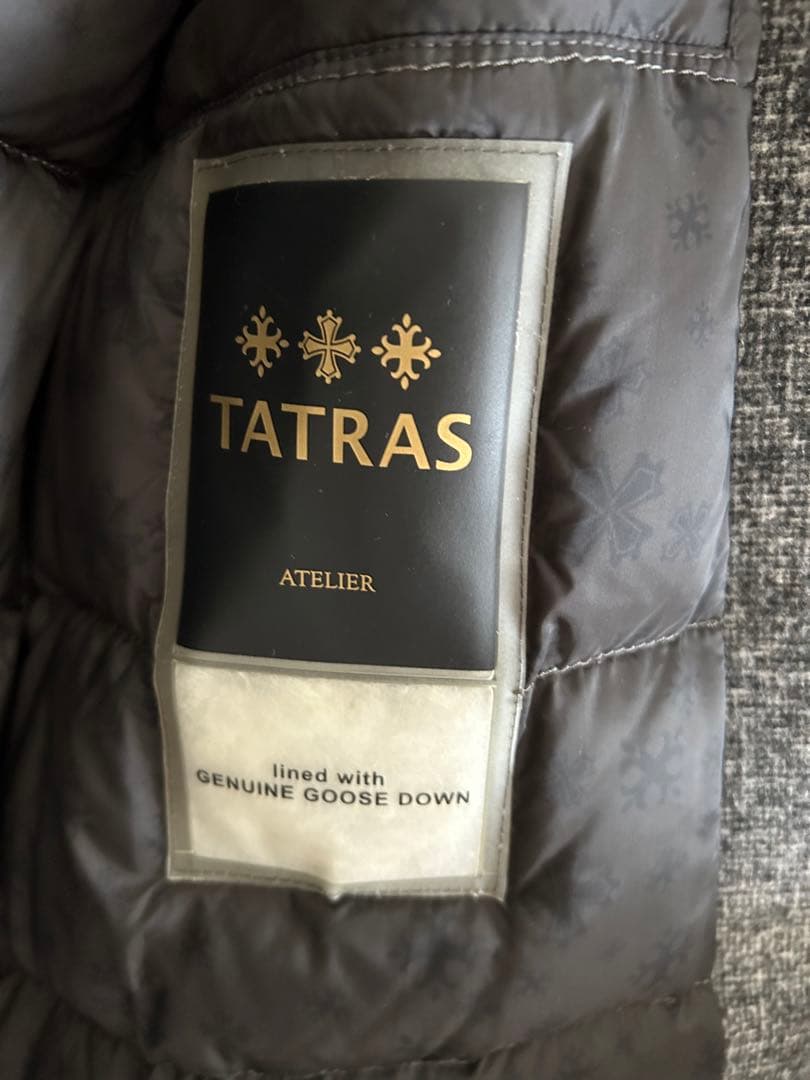 TATRAS
ATELIER
lined with
GENUINE GOOSE DOWN